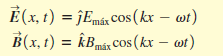 E⃗(x, t) = ĵE_máx cos(kx − ωt)
B⃗(x, t) = k̂B_máx cos(kx − ωt)